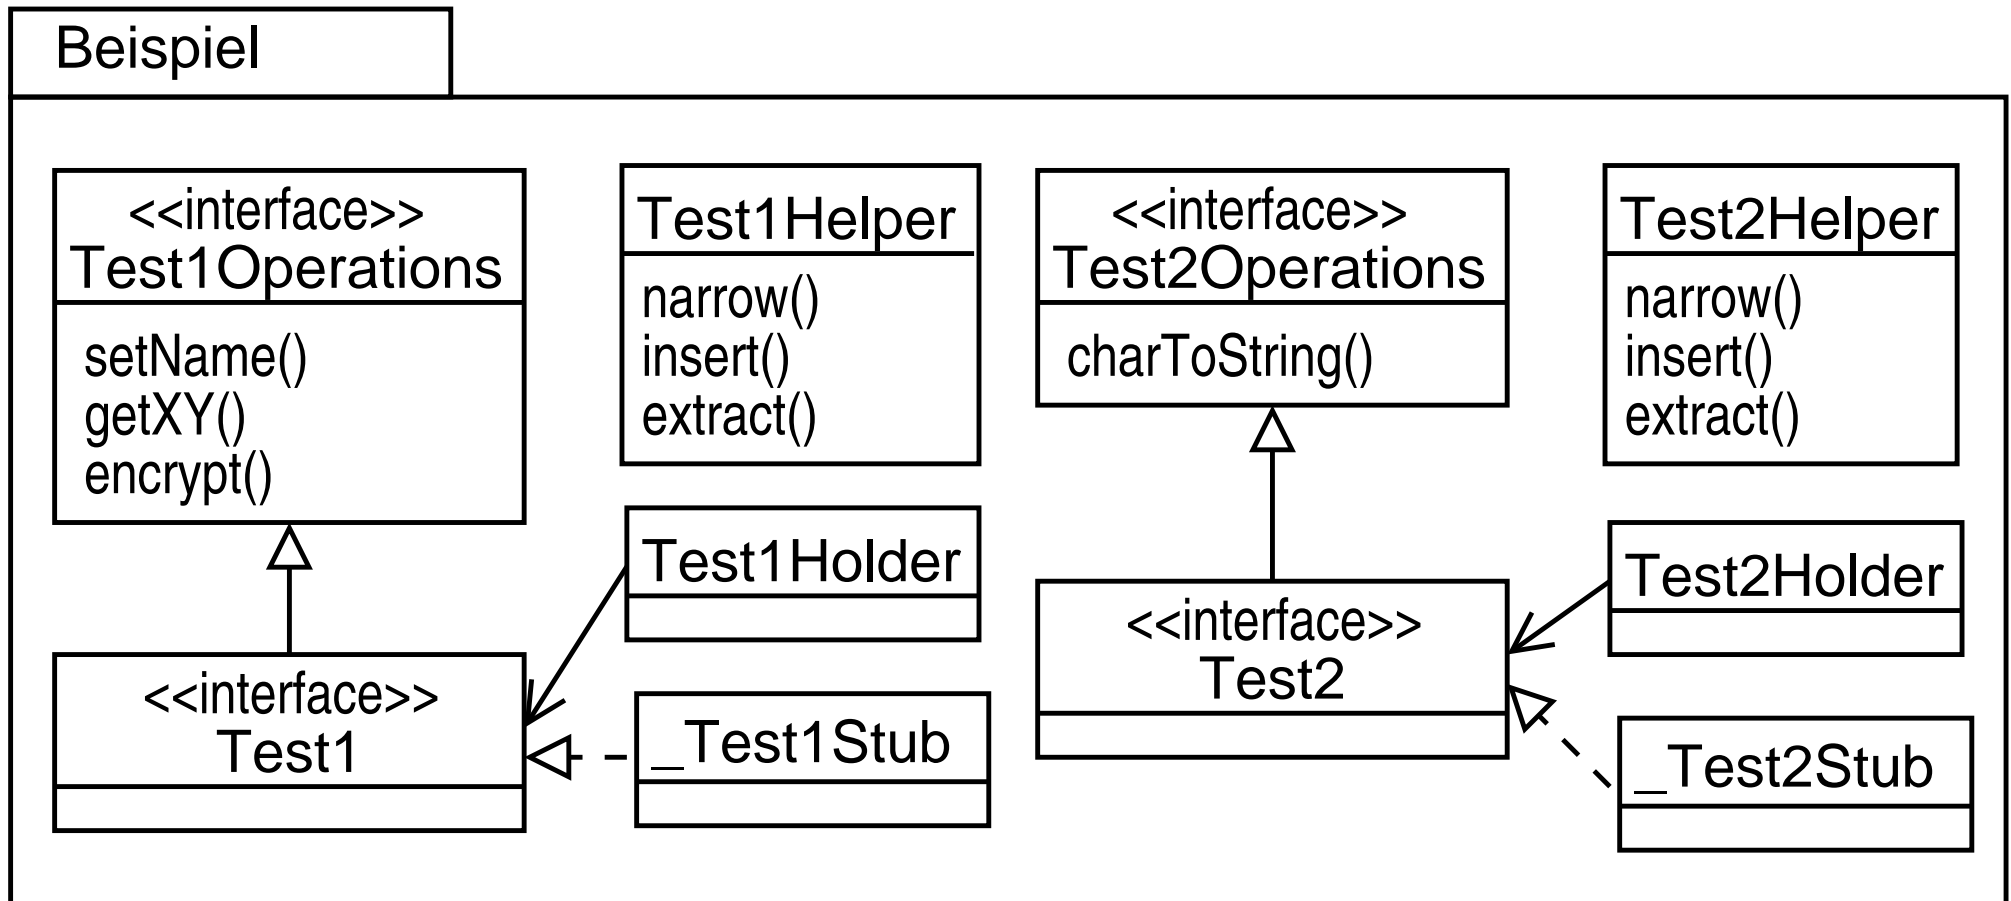 Beispiel
<<interface>>
Test1Operations
setName()
getXY()
encrypt()
Test1Helper
narrow()
insert()
extract()
<<interface>>
Test2Operations
charToString()
Test2Helper
narrow()
insert()
extract()
Test1Holder
<<interface>>
Test1
_Test1Stub
<<interface>>
Test2
Test2Holder
_Test2Stub